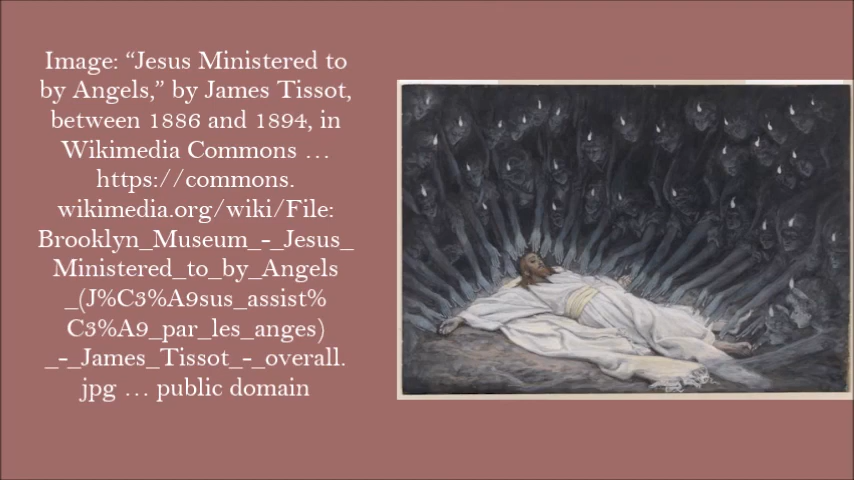 Image: “Jesus Ministered to
by Angels,” by James Tissot,
between 1886 and 1894, in
Wikimedia Commons …
https://commons.
wikimedia.org/wiki/File:
Brooklyn_Museum_-_Jesus_
Ministered_to_by_Angels
_(J%C3%A9sus_assist%
C3%A9_par_les_anges)
_-_James_Tissot_-_overall.
jpg … public domain